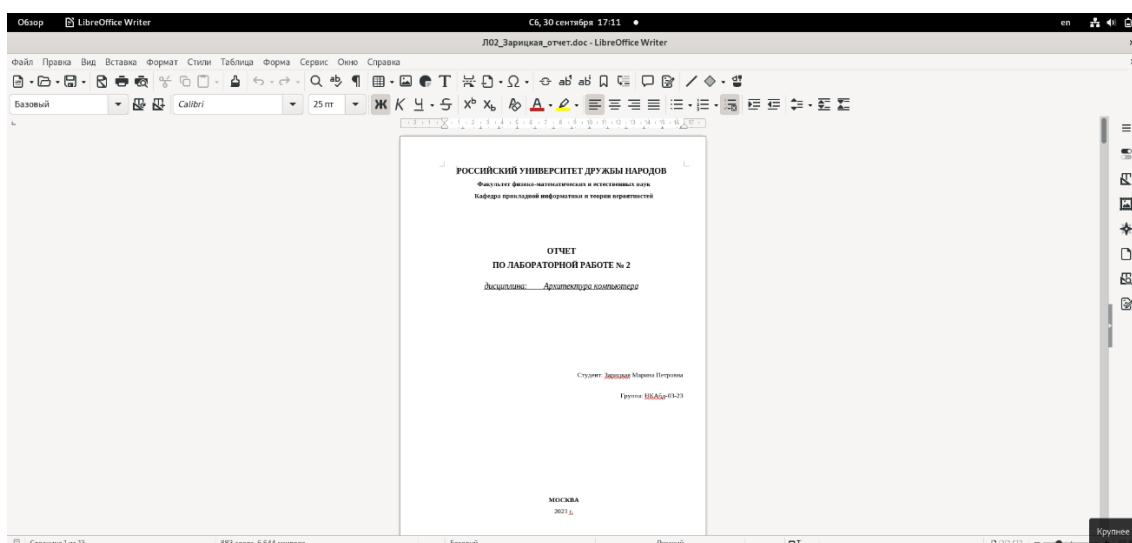 Обзор LibreOffice Writer Сб, 30 сентября 17:11 en
Л02_Зарицкая_отчет.doc - LibreOffice Writer
Файл Правка Вид Вставка Формат Стили Таблица Форма Сервис Окно Справка
Базовый Calibri 25 пт Ж К Ч
РОССИЙСКИЙ УНИВЕРСИТЕТ ДРУЖБЫ НАРОДОВ
Факультет физико-математических и естественных наук
Кафедра прикладной информатики и теории вероятностей
ОТЧЕТ
ПО ЛАБОРАТОРНОЙ РАБОТЕ № 2
дисциплина: Архитектура компьютера
Студент: Зарицкая Марина Петровна
Группа: НКАбд-03-23
МОСКВА
2023 г.
Крупнее